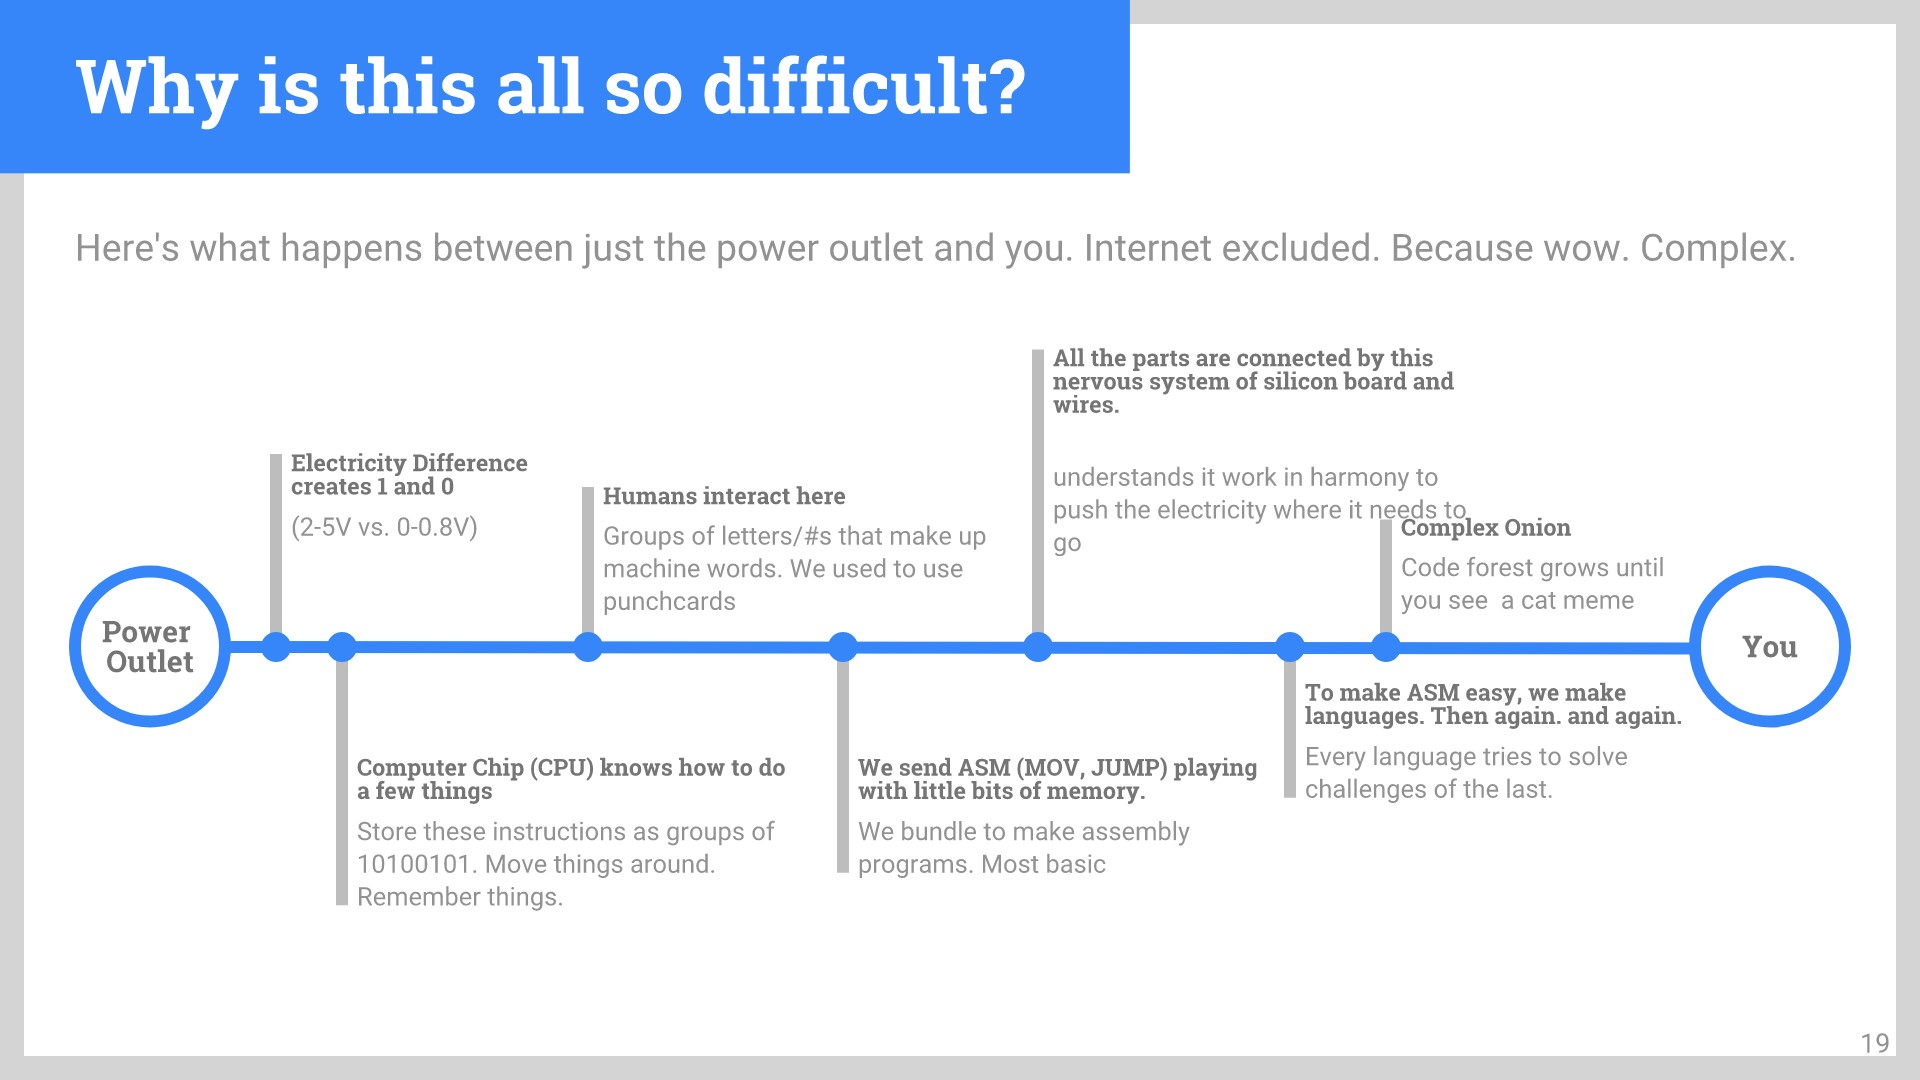 Why is this all so difficult?
Here's what happens between just the power outlet and you. Internet excluded. Because wow. Complex.
Power
Outlet
Electricity Difference
creates 1 and 0
(2-5V vs. 0-0.8V)
Computer Chip (CPU) knows how to do
a few things
Store these instructions as groups of
10100101. Move things around.
Remember things.
Humans interact here
Groups of letters/#s that make up
machine words. We used to use
punchcards
We send ASM (MOV, JUMP) playing
with little bits of memory.
We bundle to make assembly
programs. Most basic
All the parts are connected by this
nervous system of silicon board and
wires.
understands it work in harmony to
push the electricity where it needs to
go
To make ASM easy, we make
languages. Then again. and again.
Every language tries to solve
challenges of the last.
Complex Onion
Code forest grows until
you see  a cat meme
You
19